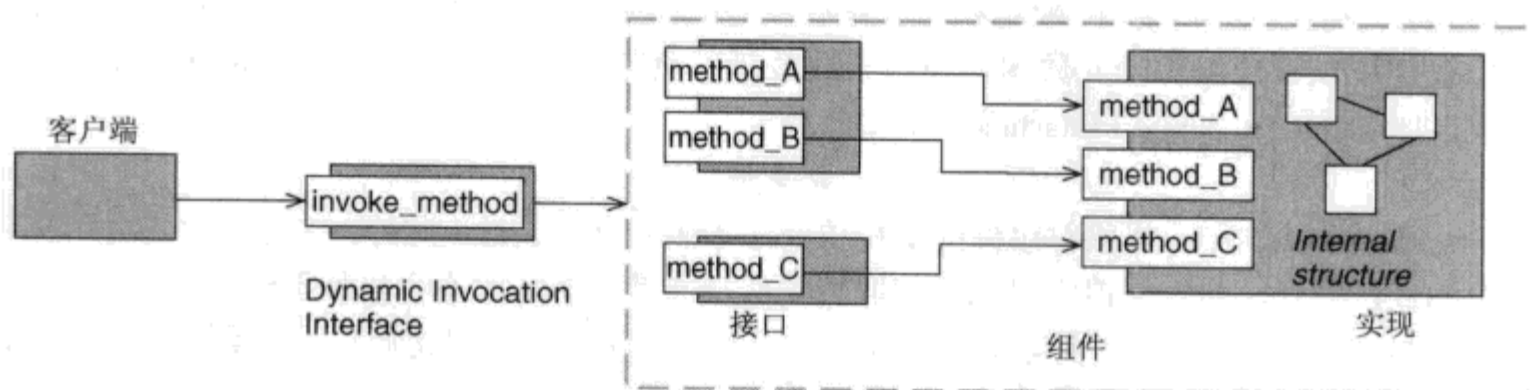 客户端
invoke_method
Dynamic Invocation
Interface
method_A
method_B
method_C
接口
组件
method_A
method_B
method_C
Internal
structure
实现